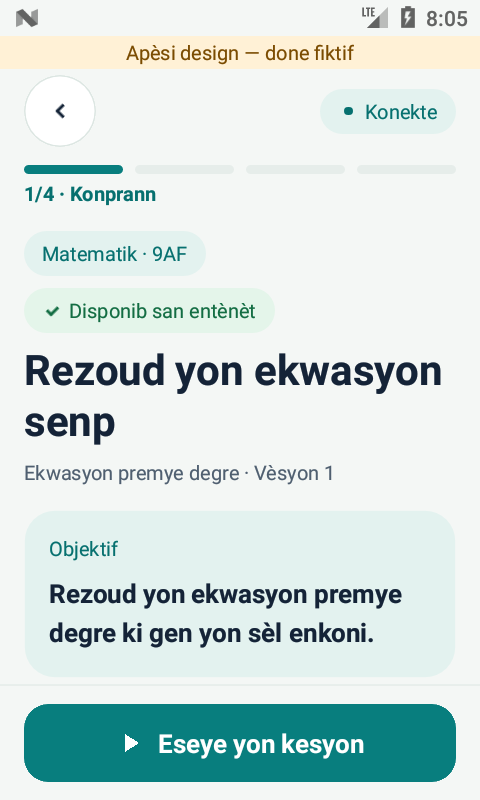 LTE 8:05
Apèsi design — done fiktif
Konekte
1/4 · Konprann
Matematik · 9AF
Disponib san entènèt
Rezoud yon ekwasyon
senp
Ekwasyon premye degre · Vèsyon 1
Objektif
Rezoud yon ekwasyon premye
degre ki gen yon sèl enkoni.
Eseye yon kesyon